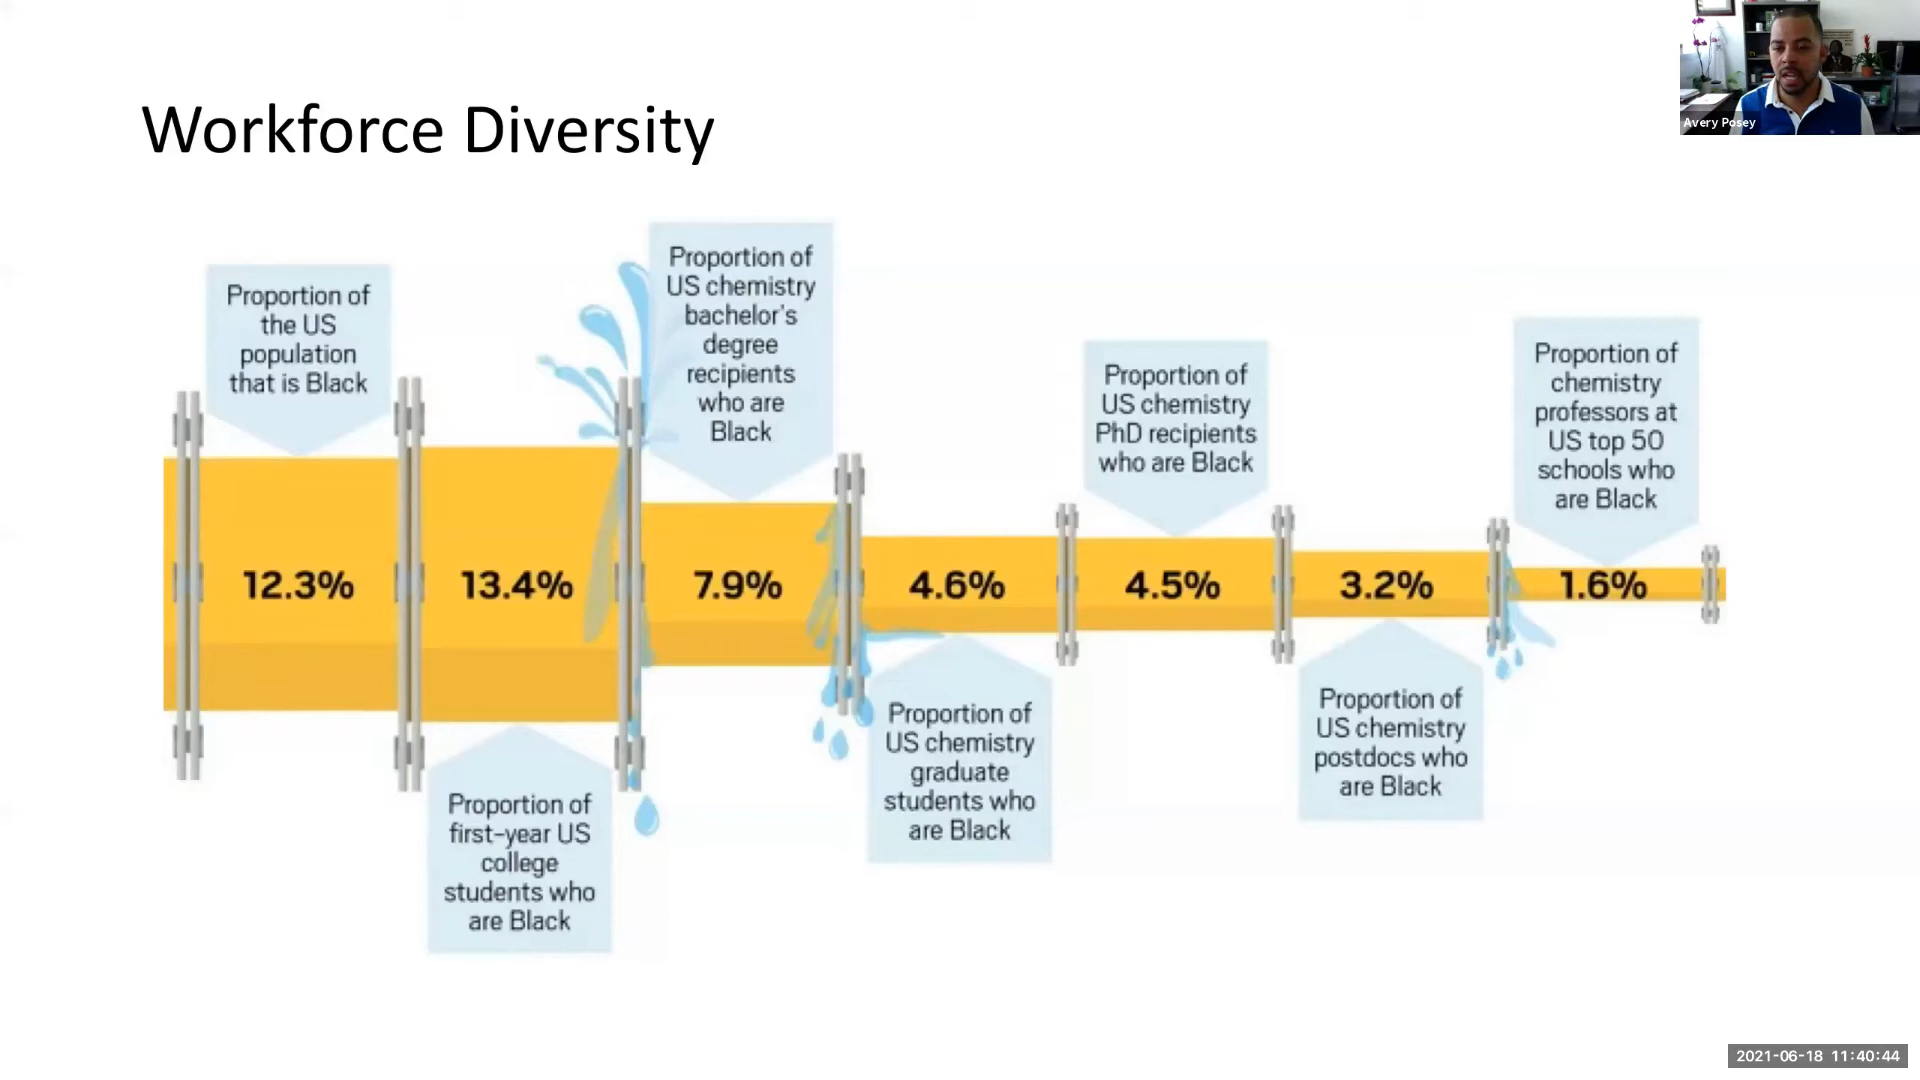 Workforce Diversity
Avery Posey
Proportion of
the US
population
that is Black
Proportion of
US chemistry
bachelor's
degree
recipients
who are
Black
Proportion of
US chemistry
PhD recipients
who are Black
Proportion of
chemistry
professors at
US top 50
schools who
are Black
12.3%
13.4%
7.9%
4.6%
4.5%
3.2%
1.6%
Proportion of
first-year US
college
students who
are Black
Proportion of
US chemistry
graduate
students who
are Black
Proportion of
US chemistry
postdocs who
are Black
2021-06-18 11:40:44